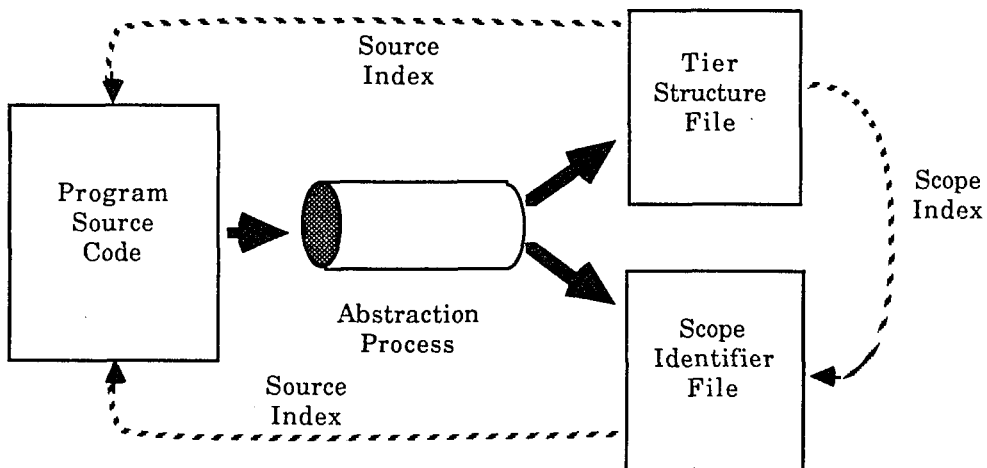 Source
Index
Tier
Structure
File
Program
Source
Code
Scope
Index
Abstraction
Process
Scope
Identifier
File
Source
Index